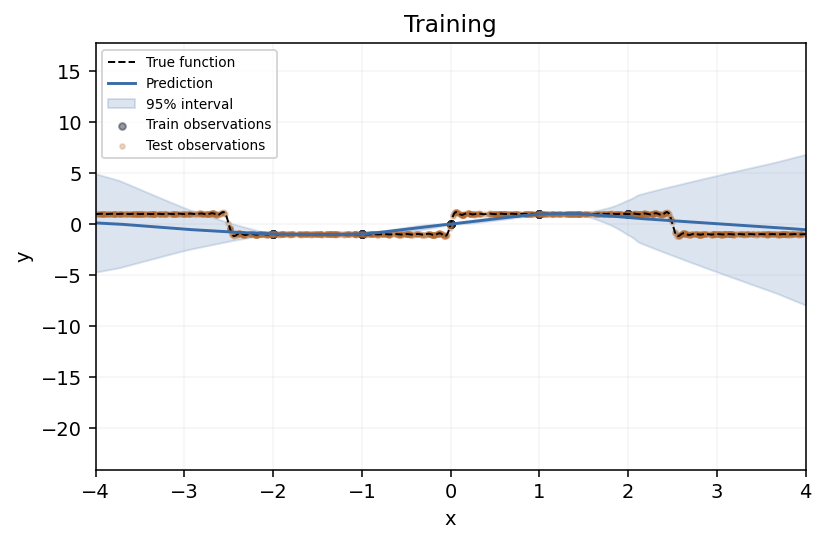 Training
True function
Prediction
95% interval
Train observations
Test observations
15
10
5
0
−5
−10
−15
−20
y
−4 −3 −2 −1 0 1 2 3 4
x